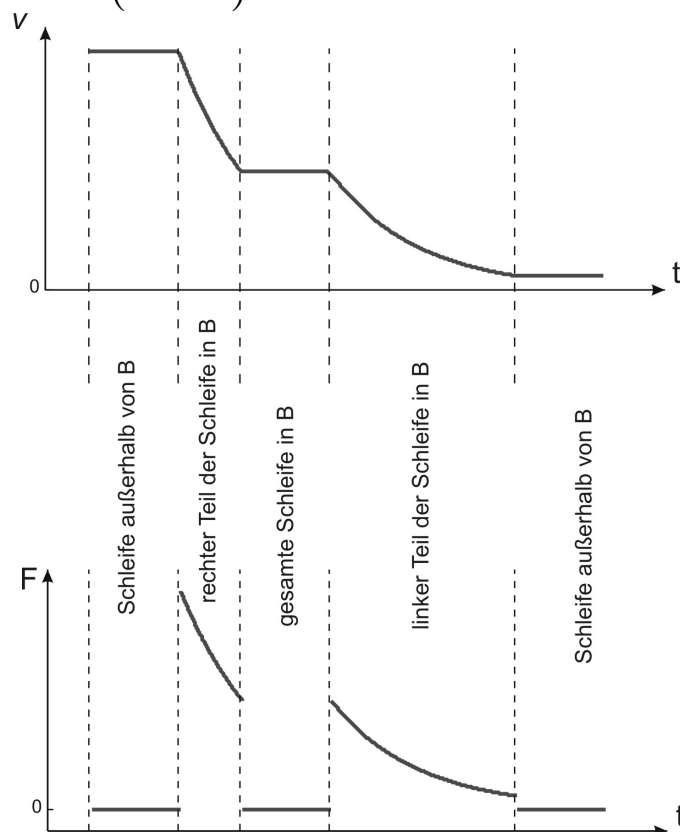 v
0
t
Schleife außerhalb von B
rechter Teil der Schleife in B
gesamte Schleife in B
linker Teil der Schleife in B
Schleife außerhalb von B
F
0
t